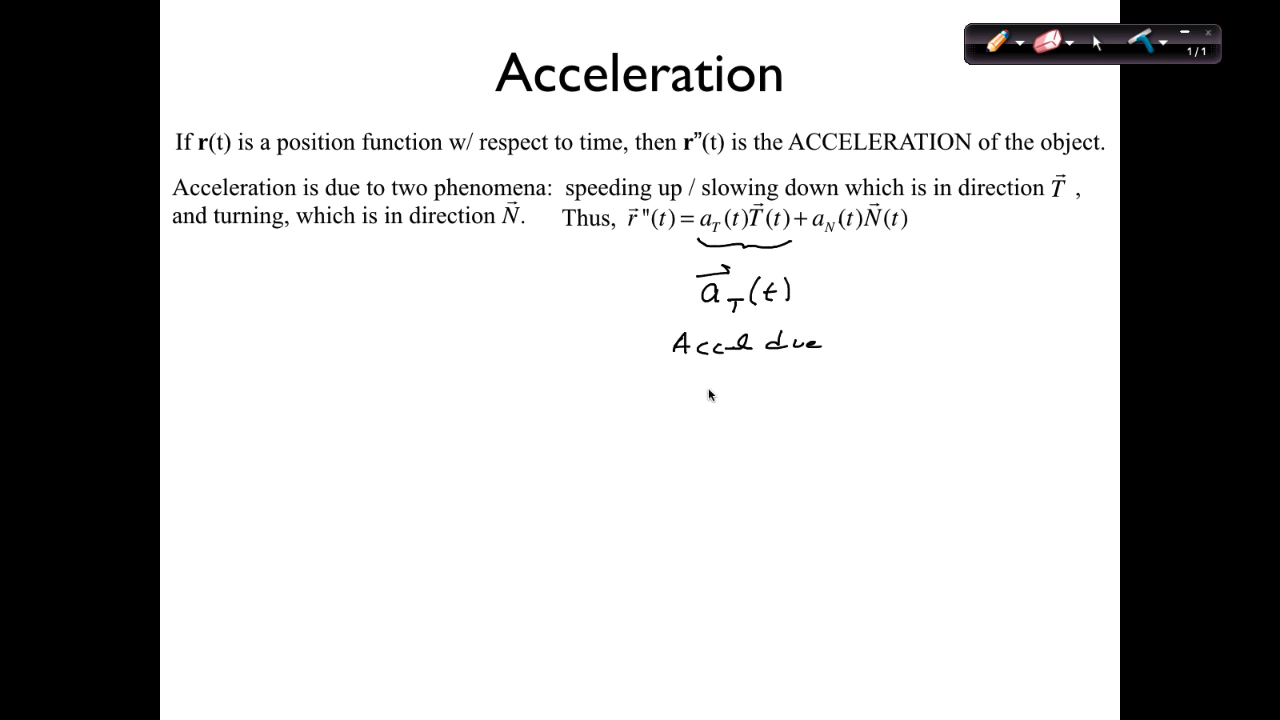 1/1
Acceleration
If r(t) is a position function w/ respect to time, then r”(t) is the ACCELERATION of the object.
Acceleration is due to two phenomena: speeding up / slowing down which is in direction T⃗ ,
and turning, which is in direction N⃗. Thus, r⃗ "(t) = a_T(t)T⃗(t) + a_N(t)N⃗(t)
a⃗_T(t)
Accel due